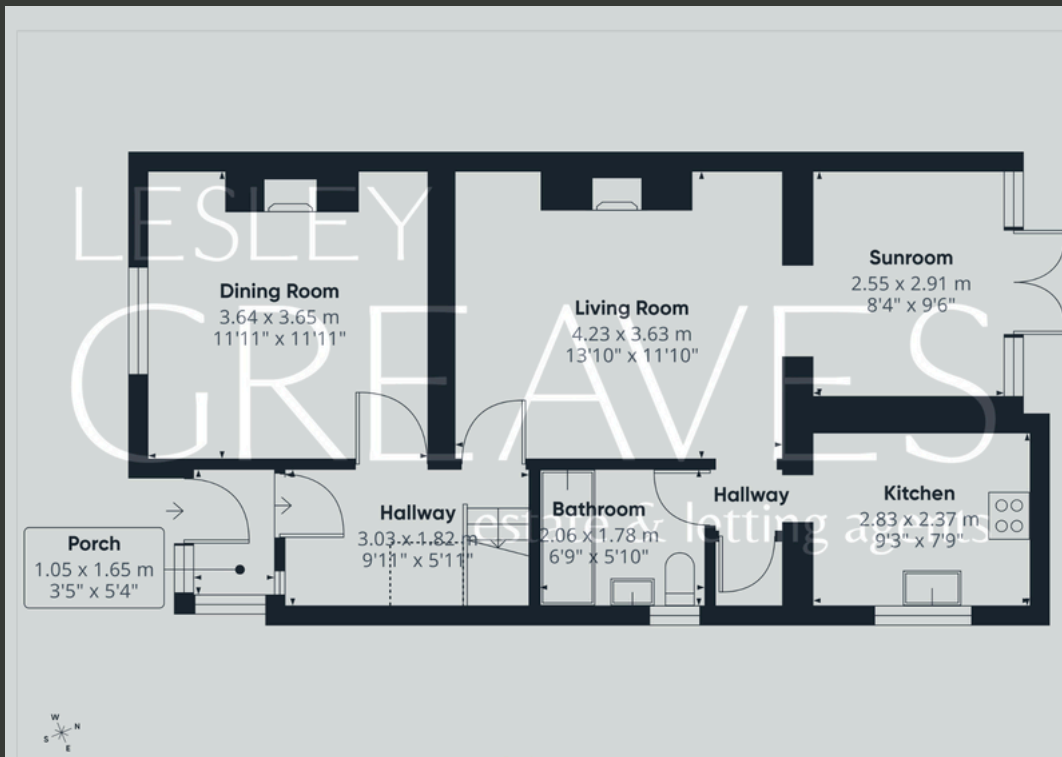 LESLEY
GREAVES
estate & letting agents
Dining Room
3.64 x 3.65 m
11'11" x 11'11"
Living Room
4.23 x 3.63 m
13'10" x 11'10"
Sunroom
2.55 x 2.91 m
8'4" x 9'6"
Porch
1.05 x 1.65 m
3'5" x 5'4"
Hallway
3.03 x 1.82 m
9'11" x 5'11"
Bathroom
2.06 x 1.78 m
6'9" x 5'10"
Hallway
Kitchen
2.83 x 2.37 m
9'3" x 7'9"
W
N
S
E